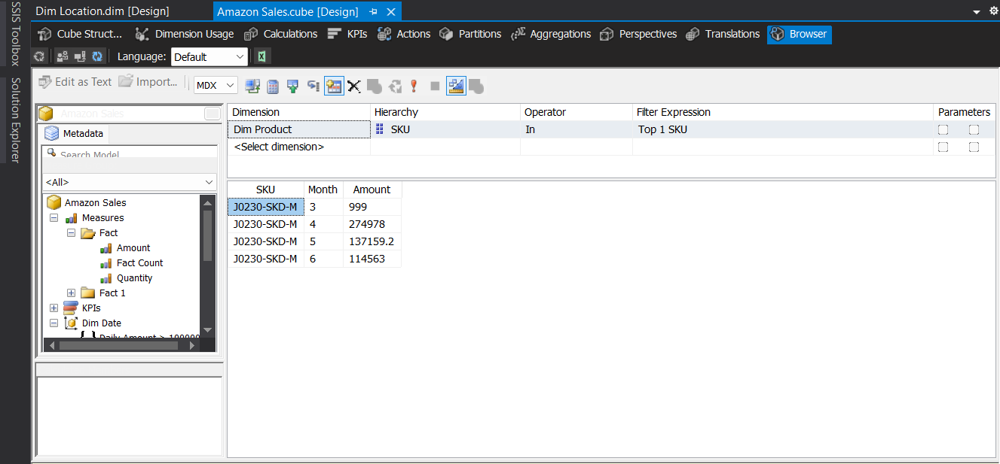 SSIS Toolbox
Solution Explorer
Dim Location.dim [Design]
Amazon Sales.cube [Design]
Cube Struct...
Dimension Usage
Calculations
KPIs
Actions
Partitions
Aggregations
Perspectives
Translations
Browser
Language:
Default
Edit as Text
Import...
MDX
Amazon Sales
Metadata
Search Model
<All>
Amazon Sales
Measures
Fact
Amount
Fact Count
Quantity
Fact 1
KPIs
Dim Date
Daily Amount > 100000
Dimension Hierarchy Operator Filter Expression Parameters
Dim Product SKU In Top 1 SKU
<Select dimension>
SKU Month Amount
J0230-SKD-M 3 999
J0230-SKD-M 4 274978
J0230-SKD-M 5 137159.2
J0230-SKD-M 6 114563